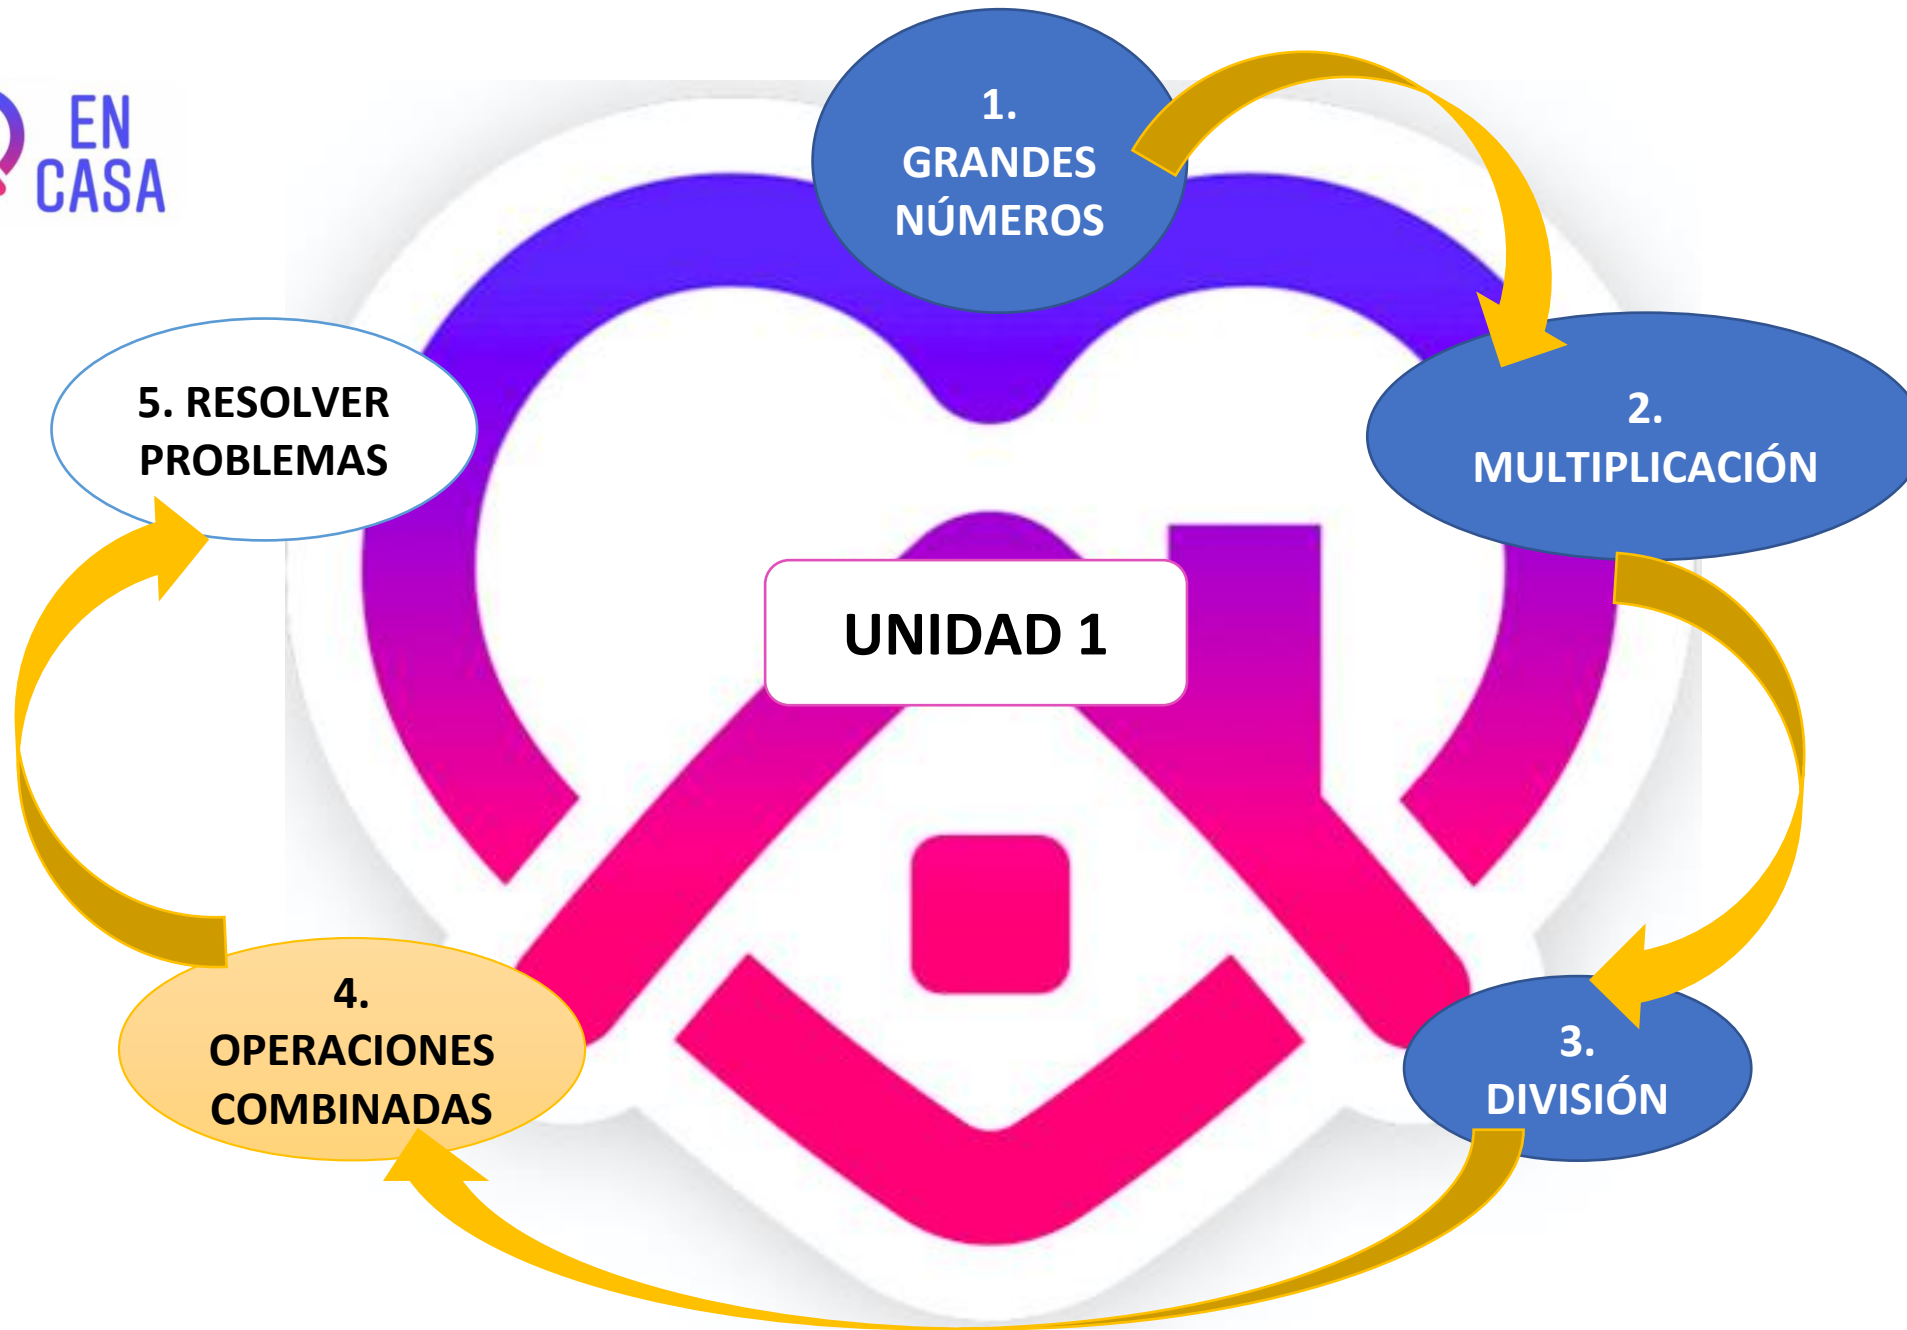 EN
CASA
1.
GRANDES
NÚMEROS
2.
MULTIPLICACIÓN
3.
DIVISIÓN
4.
OPERACIONES
COMBINADAS
5. RESOLVER
PROBLEMAS
UNIDAD 1